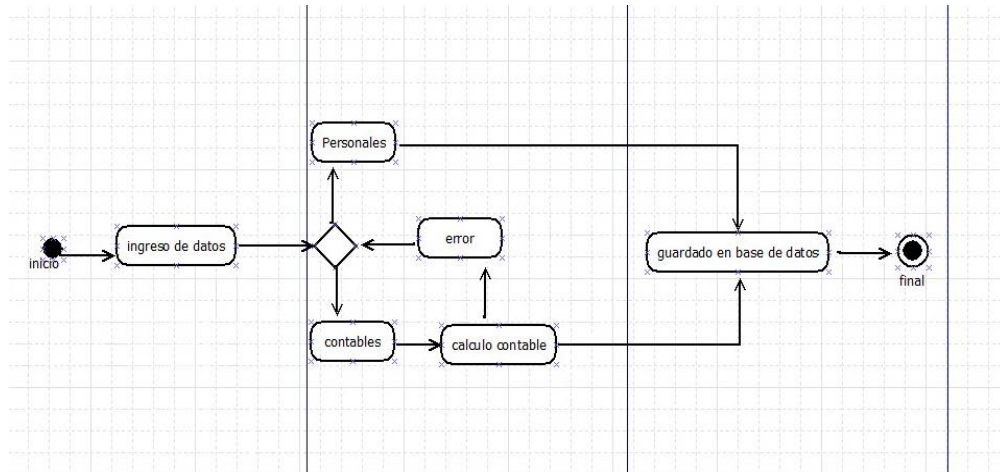 Personales
inicio
ingreso de datos
error
guardado en base de datos
final
contables
calculo contable